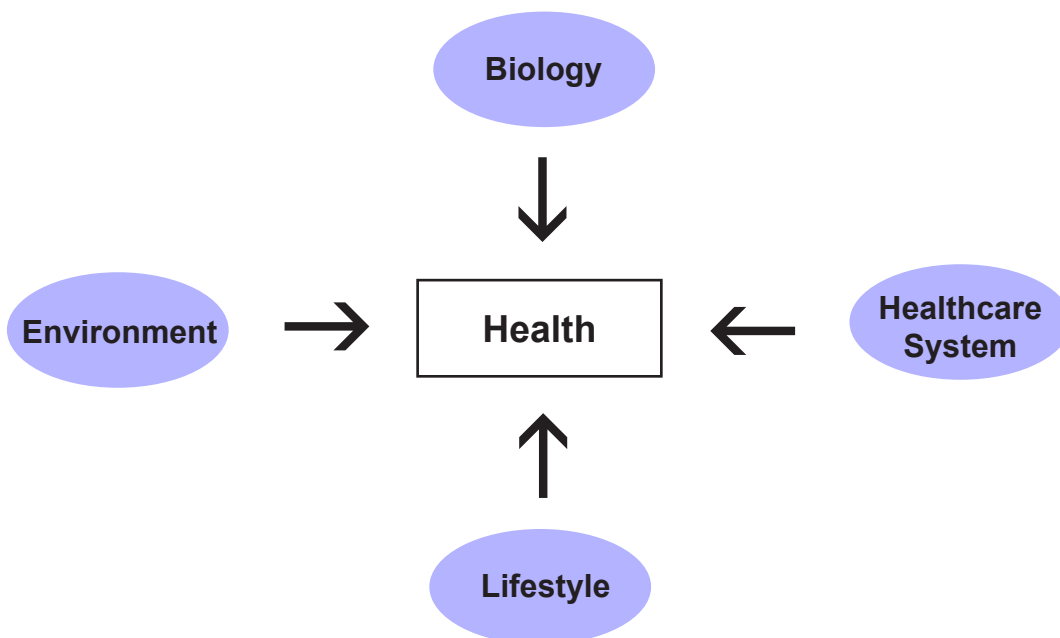 Biology
Environment
Health
Healthcare
System
Lifestyle